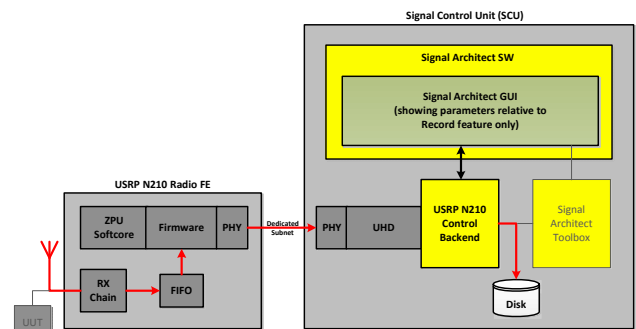 Signal Control Unit (SCU)
Signal Architect SW
Signal Architect GUI
(showing parameters relative to
Record feature only)
USRP N210 Radio FE
ZPU
Softcore
Firmware
PHY
Dedicated
Subnet
PHY
UHD
USRP N210
Control
Backend
Signal
Architect
Toolbox
RX
Chain
FIFO
Disk
UUT